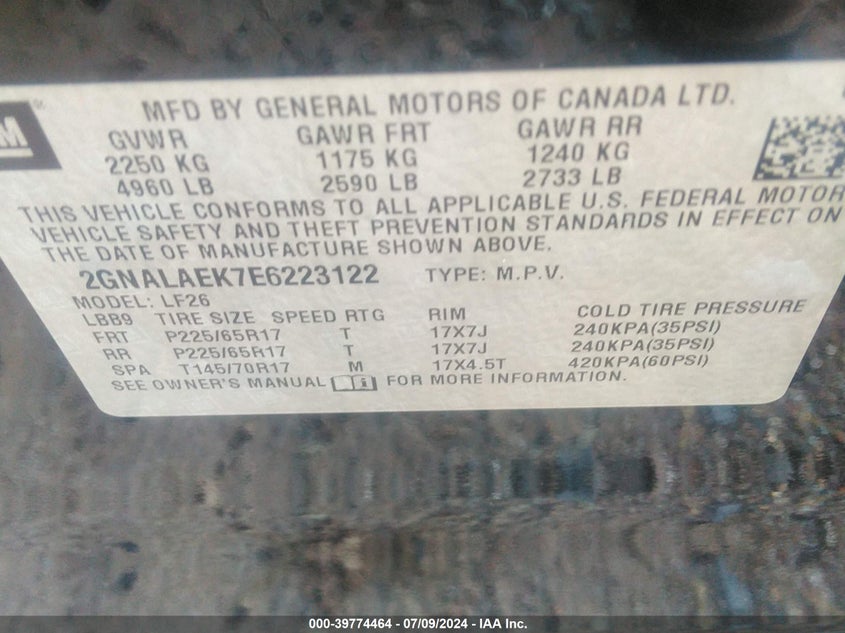 MFD BY GENERAL MOTORS OF CANADA LTD.
GVWR GAWR FRT GAWR RR
2250 KG 1175 KG 1240 KG
4960 LB 2590 LB 2733 LB
THIS VEHICLE CONFORMS TO ALL APPLICABLE U.S. FEDERAL MOTOR
VEHICLE SAFETY AND THEFT PREVENTION STANDARDS IN EFFECT ON
THE DATE OF MANUFACTURE SHOWN ABOVE.
2GNALAEK7E6223122 TYPE: M.P.V.
MODEL: LF26
LBB9 TIRE SIZE SPEED RTG RIM COLD TIRE PRESSURE
FRT P225/65R17 T 17X7J 240KPA(35PSI)
RR P225/65R17 T 17X7J 240KPA(35PSI)
SPA T145/70R17 M 17X4.5T 420KPA(60PSI)
SEE OWNER'S MANUAL FOR MORE INFORMATION.
000-39774464 / 07/09/2024 - IAA Inc.